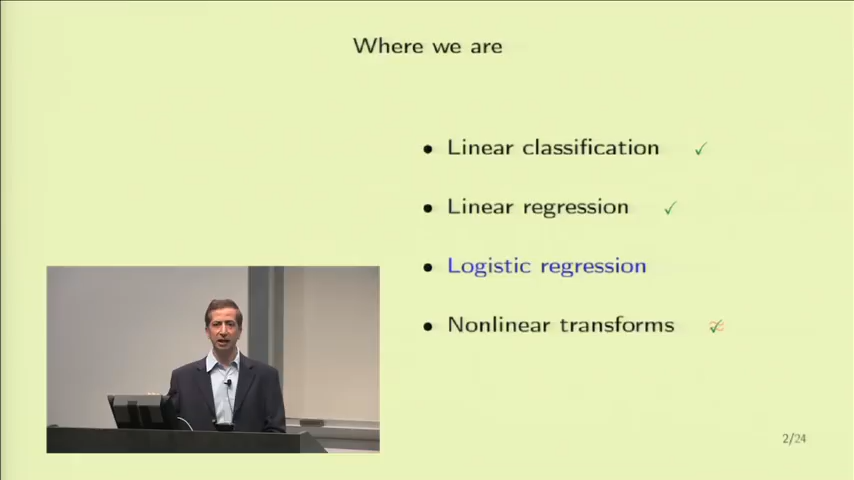 Where we are
• Linear classification ✓
• Linear regression ✓
• Logistic regression
• Nonlinear transforms ✓
2/24